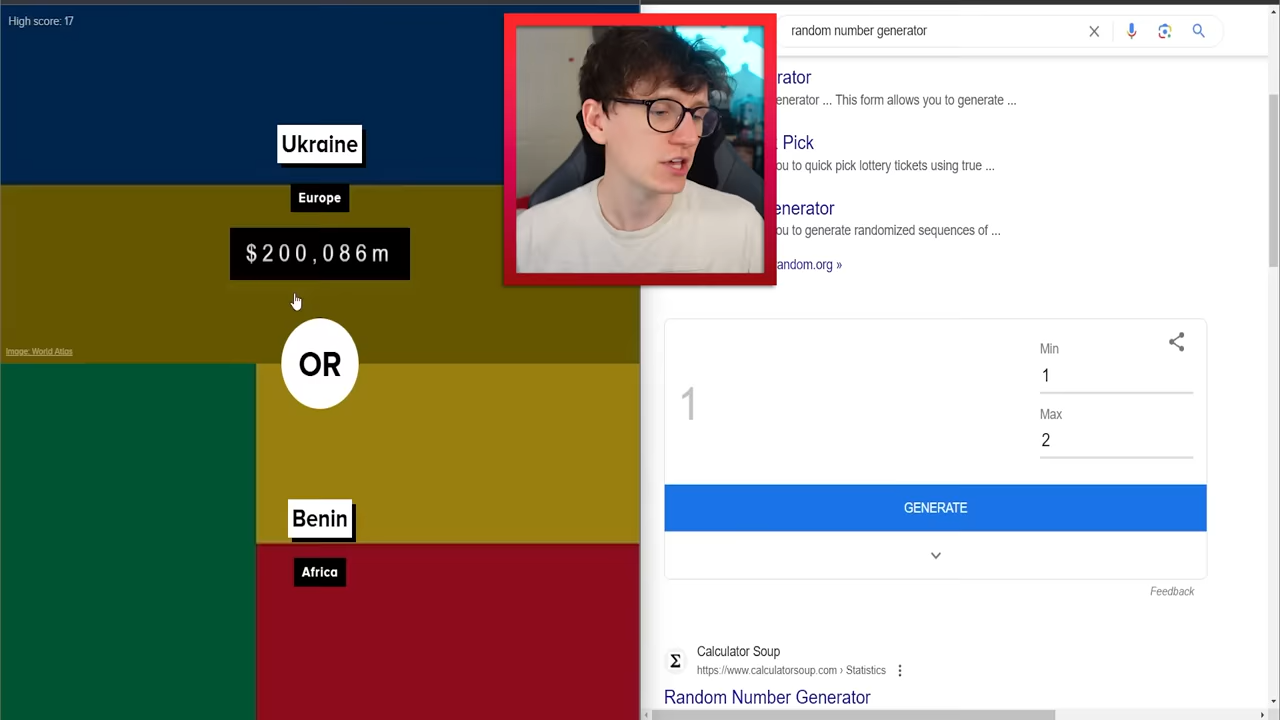 High score: 17
Ukraine
Europe
$200,086m
Image: World Atlas
OR
Benin
Africa
random number generator
rator
enerator ... This form allows you to generate ...
Pick
ou to quick pick lottery tickets using true ...
enerator
ou to generate randomized sequences of ...
andom.org »
1
Min
1
Max
2
GENERATE
Feedback
Calculator Soup
https://www.calculatorsoup.com › Statistics
Random Number Generator